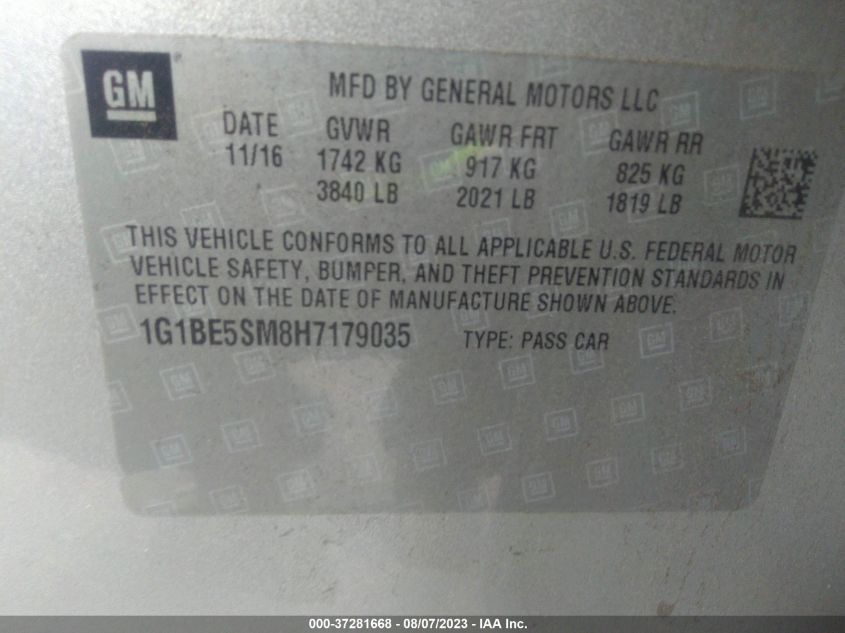 GM
MFD BY GENERAL MOTORS LLC
DATE GVWR GAWR FRT GAWR RR
11/16 1742 KG 917 KG 825 KG
3840 LB 2021 LB 1819 LB
THIS VEHICLE CONFORMS TO ALL APPLICABLE U.S. FEDERAL MOTOR
VEHICLE SAFETY, BUMPER, AND THEFT PREVENTION STANDARDS IN
EFFECT ON THE DATE OF MANUFACTURE SHOWN ABOVE.
1G1BE5SM8H7179035 TYPE: PASS CAR
000-37281668 - 08/07/2023 - IAA Inc.